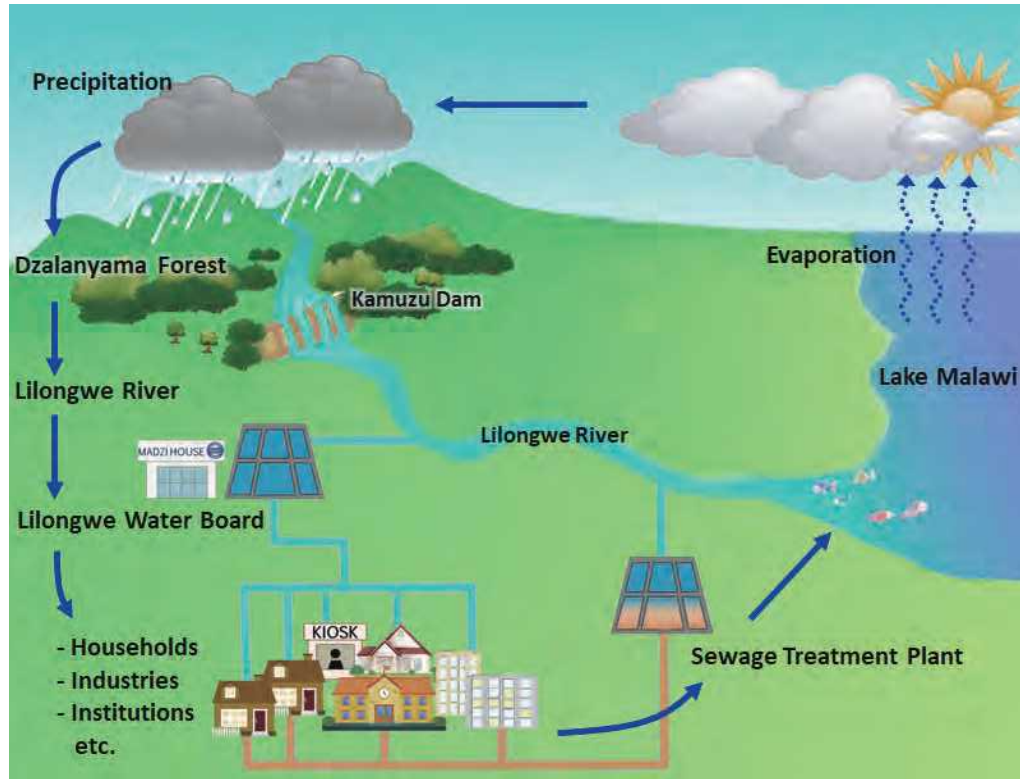 Precipitation
Evaporation
Dzalanyama Forest
Kamuzu Dam
Lake Malawi
Lilongwe River
Lilongwe River
MADZI HOUSE
Lilongwe Water Board
KIOSK
- Households
- Industries
- Institutions
etc.
Sewage Treatment Plant